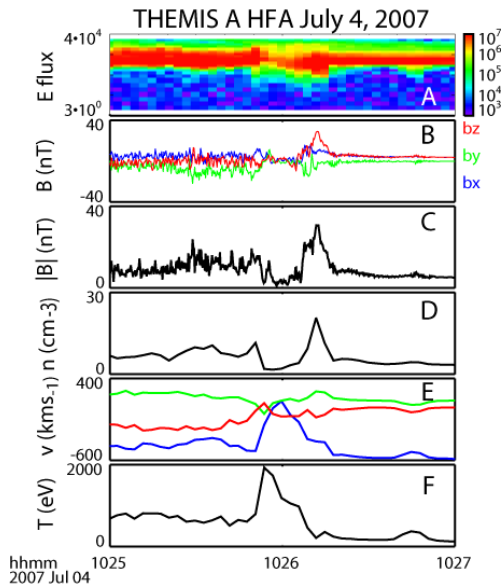 THEMIS A HFA July 4, 2007
4•10⁴
E flux
3•10⁰
A
10⁷
10⁶
10⁵
10⁴
10³
40
B (nT)
-40
B
bz
by
bx
40
|B| (nT)
0
C
30
n (cm-3)
0
D
400
v (kms-1)
-600
E
2000
T (eV)
0
F
hhmm
2007 Jul 04
1025
1026
1027